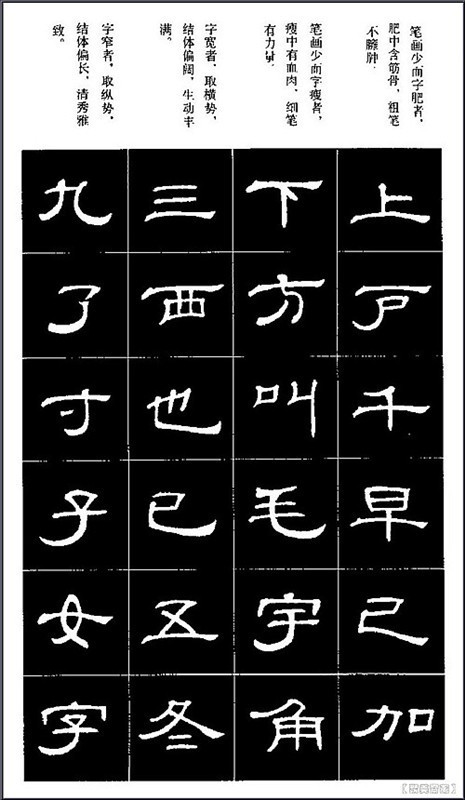 笔画少而字肥者，
肥中含筋骨，粗笔
不臃肿。
笔画少而字瘦者，
瘦中有血肉，细笔
有力量。
字宽者，取横势，
结体偏阔，生动丰
满。
字窄者，取纵势，
结体偏长，清秀雅
致。
上户千早己加
下方叫毛宇角
三西也已五冬
九了寸子女字